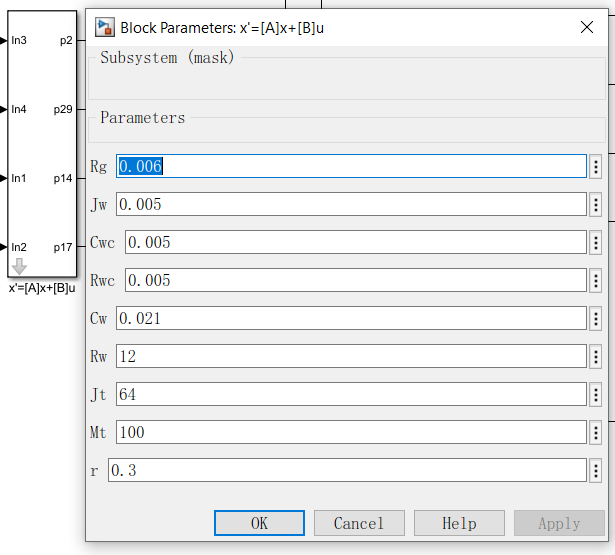 In3
p2
In4
p29
In1
p14
In2
p17
x'=[A]x+[B]u
Block Parameters: x'=[A]x+[B]u
Subsystem (mask)
Parameters
Rg 0.006
Jw 0.005
Cwc 0.005
Rwc 0.005
Cw 0.021
Rw 12
Jt 64
Mt 100
r 0.3
OK Cancel Help Apply